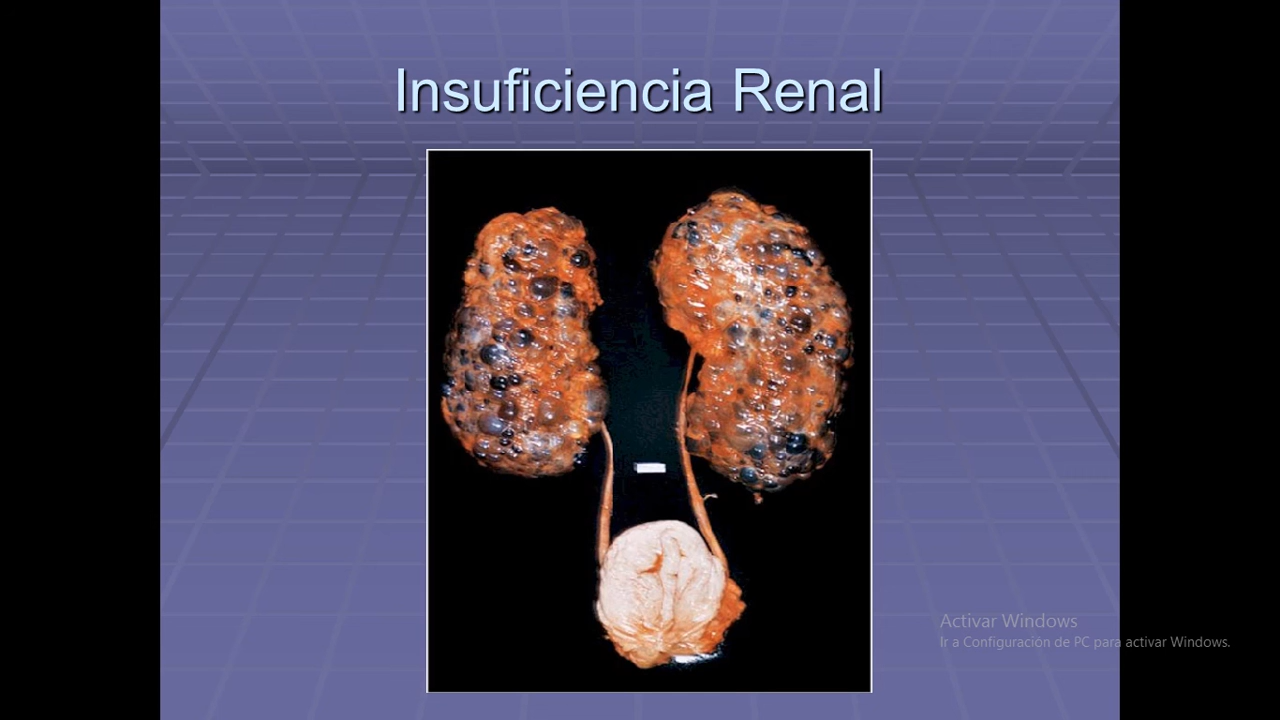 Insuficiencia Renal
Activar Windows
Ir a Configuración de PC para activar Windows.